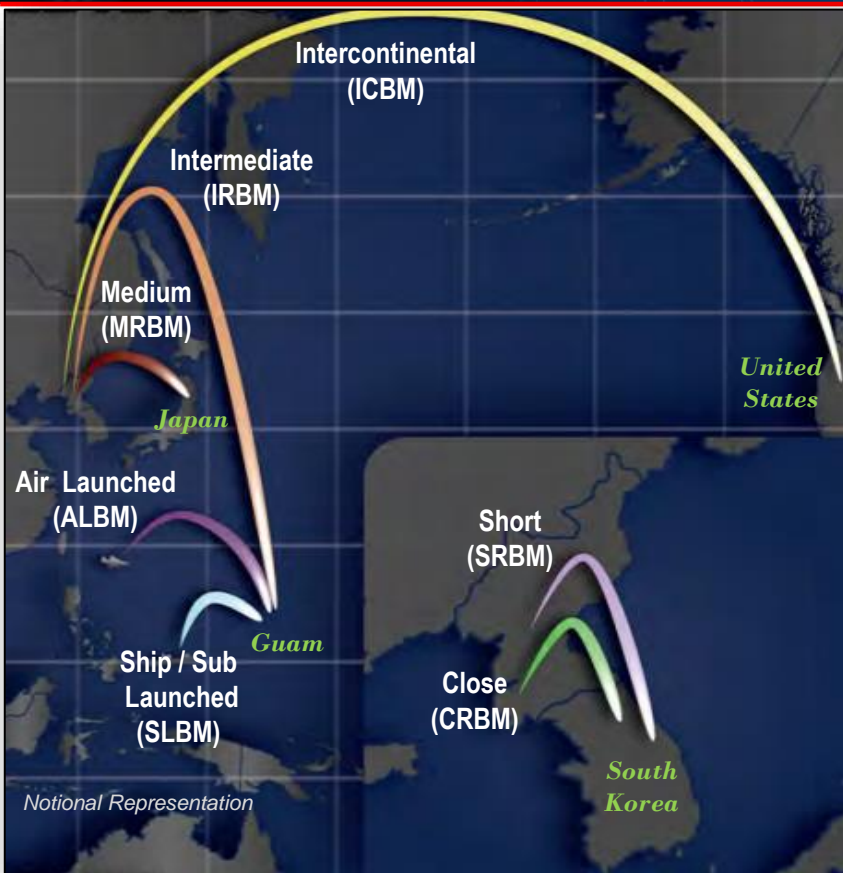 Intercontinental
(ICBM)
Intermediate
(IRBM)
Medium
(MRBM)
Japan
United
States
Air Launched
(ALBM)
Short
(SRBM)
Guam
Ship / Sub
Launched
(SLBM)
Close
(CRBM)
South
Korea
Notional Representation